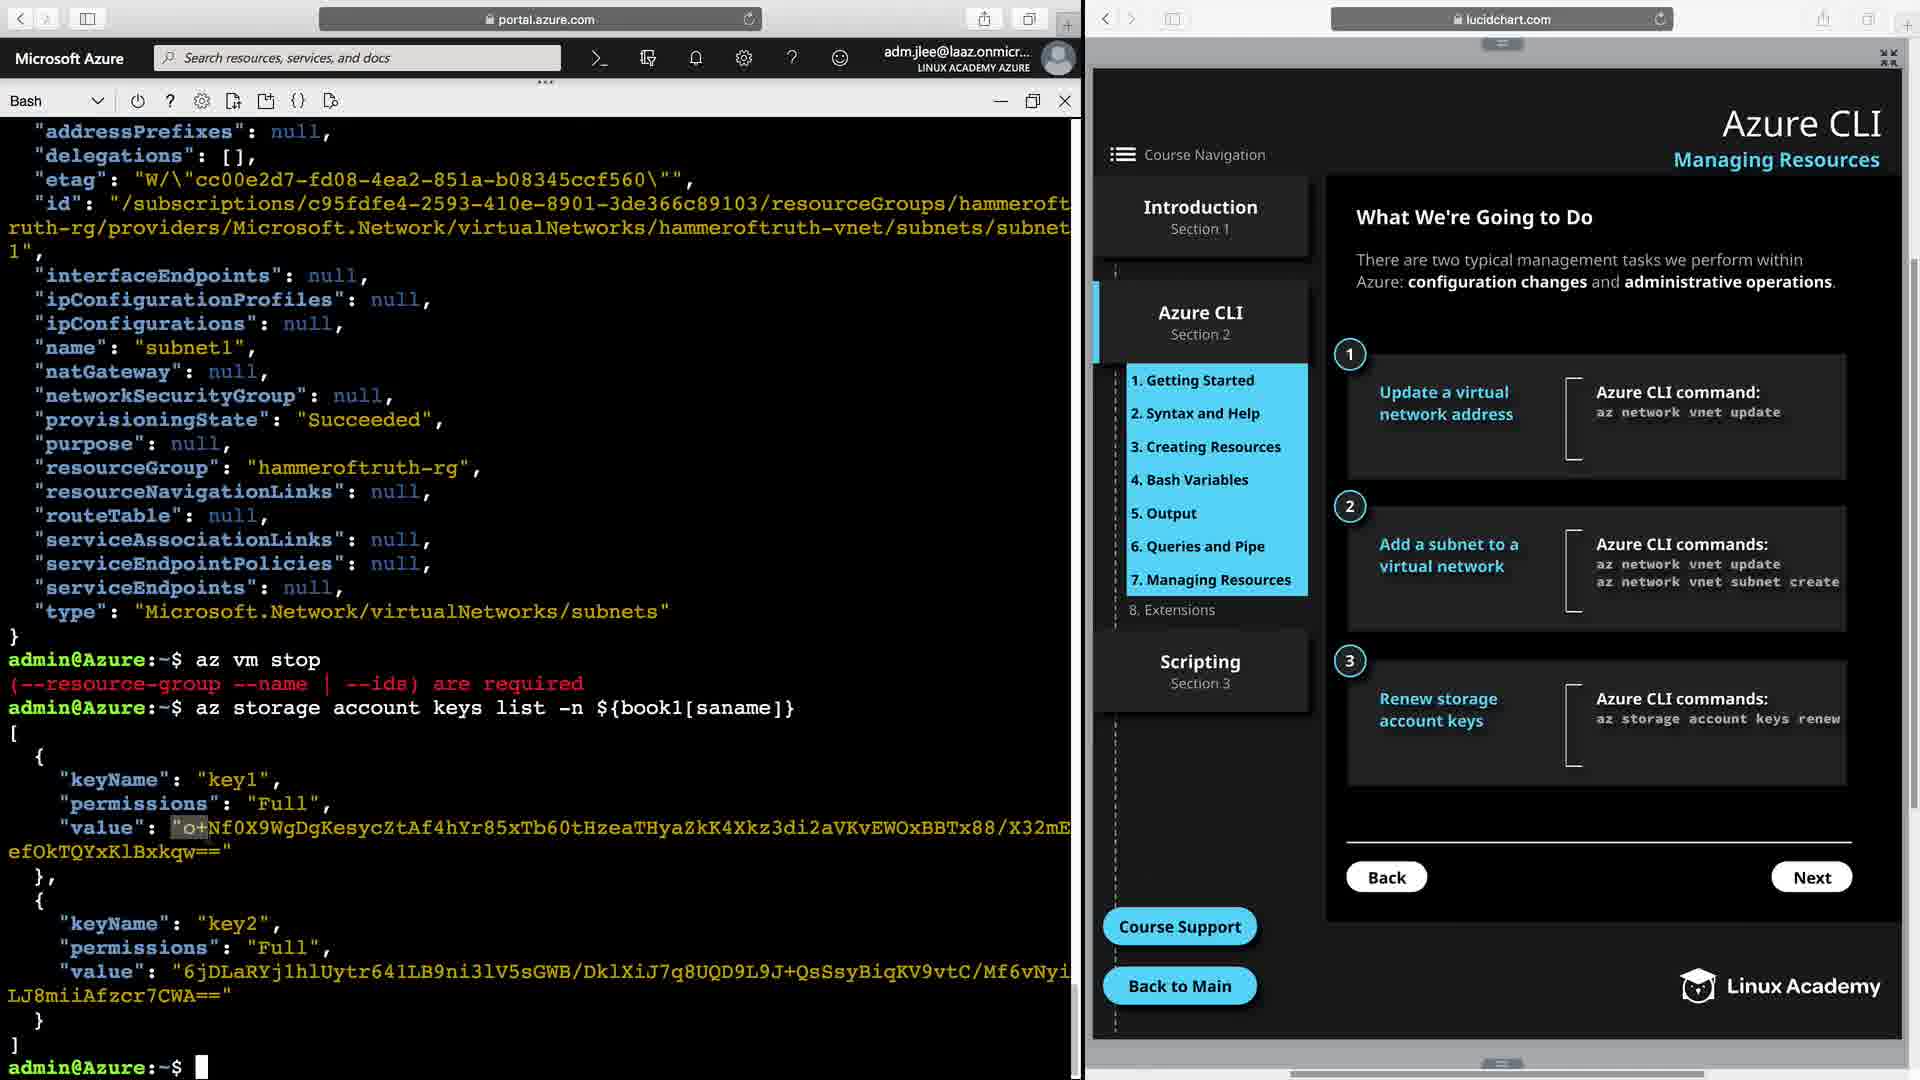 portal.azure.com
Microsoft Azure
Search resources, services, and docs
adm.jlee@laaz.onmicr...
LINUX ACADEMY AZURE
Bash
"addressPrefixes": null,
"delegations": [],
"etag": "W/\"cc00e2d7-fd08-4ea2-851a-b08345ccf560\"",
"id": "/subscriptions/c95fdfe4-2593-410e-8901-3de366c89103/resourceGroups/hammeroft
ruth-rg/providers/Microsoft.Network/virtualNetworks/hammeroftruth-vnet/subnets/subnet
1",
"interfaceEndpoints": null,
"ipConfigurationProfiles": null,
"ipConfigurations": null,
"name": "subnet1",
"natGateway": null,
"networkSecurityGroup": null,
"provisioningState": "Succeeded",
"purpose": null,
"resourceGroup": "hammeroftruth-rg",
"resourceNavigationLinks": null,
"routeTable": null,
"serviceAssociationLinks": null,
"serviceEndpointPolicies": null,
"serviceEndpoints": null,
"type": "Microsoft.Network/virtualNetworks/subnets"
}
admin@Azure:~$ az vm stop
(--resource-group --name | --ids) are required
admin@Azure:~$ az storage account keys list -n ${book1[saname]}
[
{
"keyName": "key1",
"permissions": "Full",
"value": "o+Nf0X9WgDgKesycZtAf4hYr85xTb60tHzeaTHyaZkK4Xkz3di2aVKvEWOxBBTx88/X32mE
efOkTQYxKlBxkqw=="
},
{
"keyName": "key2",
"permissions": "Full",
"value": "6jDLaRYj1hlUytr641LB9ni3lV5sGWB/DklXiJ7q8UQD9L9J+QsSsyBiqKV9vtC/Mf6vNyi
LJ8miiAfzcr7CWA=="
}
]
admin@Azure:~$
lucidchart.com
Azure CLI
Managing Resources
Course Navigation
Introduction
Section 1
Azure CLI
Section 2
1. Getting Started
2. Syntax and Help
3. Creating Resources
4. Bash Variables
5. Output
6. Queries and Pipe
7. Managing Resources
8. Extensions
Scripting
Section 3
Course Support
Back to Main
What We're Going to Do
There are two typical management tasks we perform within
Azure: configuration changes and administrative operations.
1
Update a virtual
network address
Azure CLI command:
az network vnet update
2
Add a subnet to a
virtual network
Azure CLI commands:
az network vnet update
az network vnet subnet create
3
Renew storage
account keys
Azure CLI commands:
az storage account keys renew
Back
Next
Linux Academy